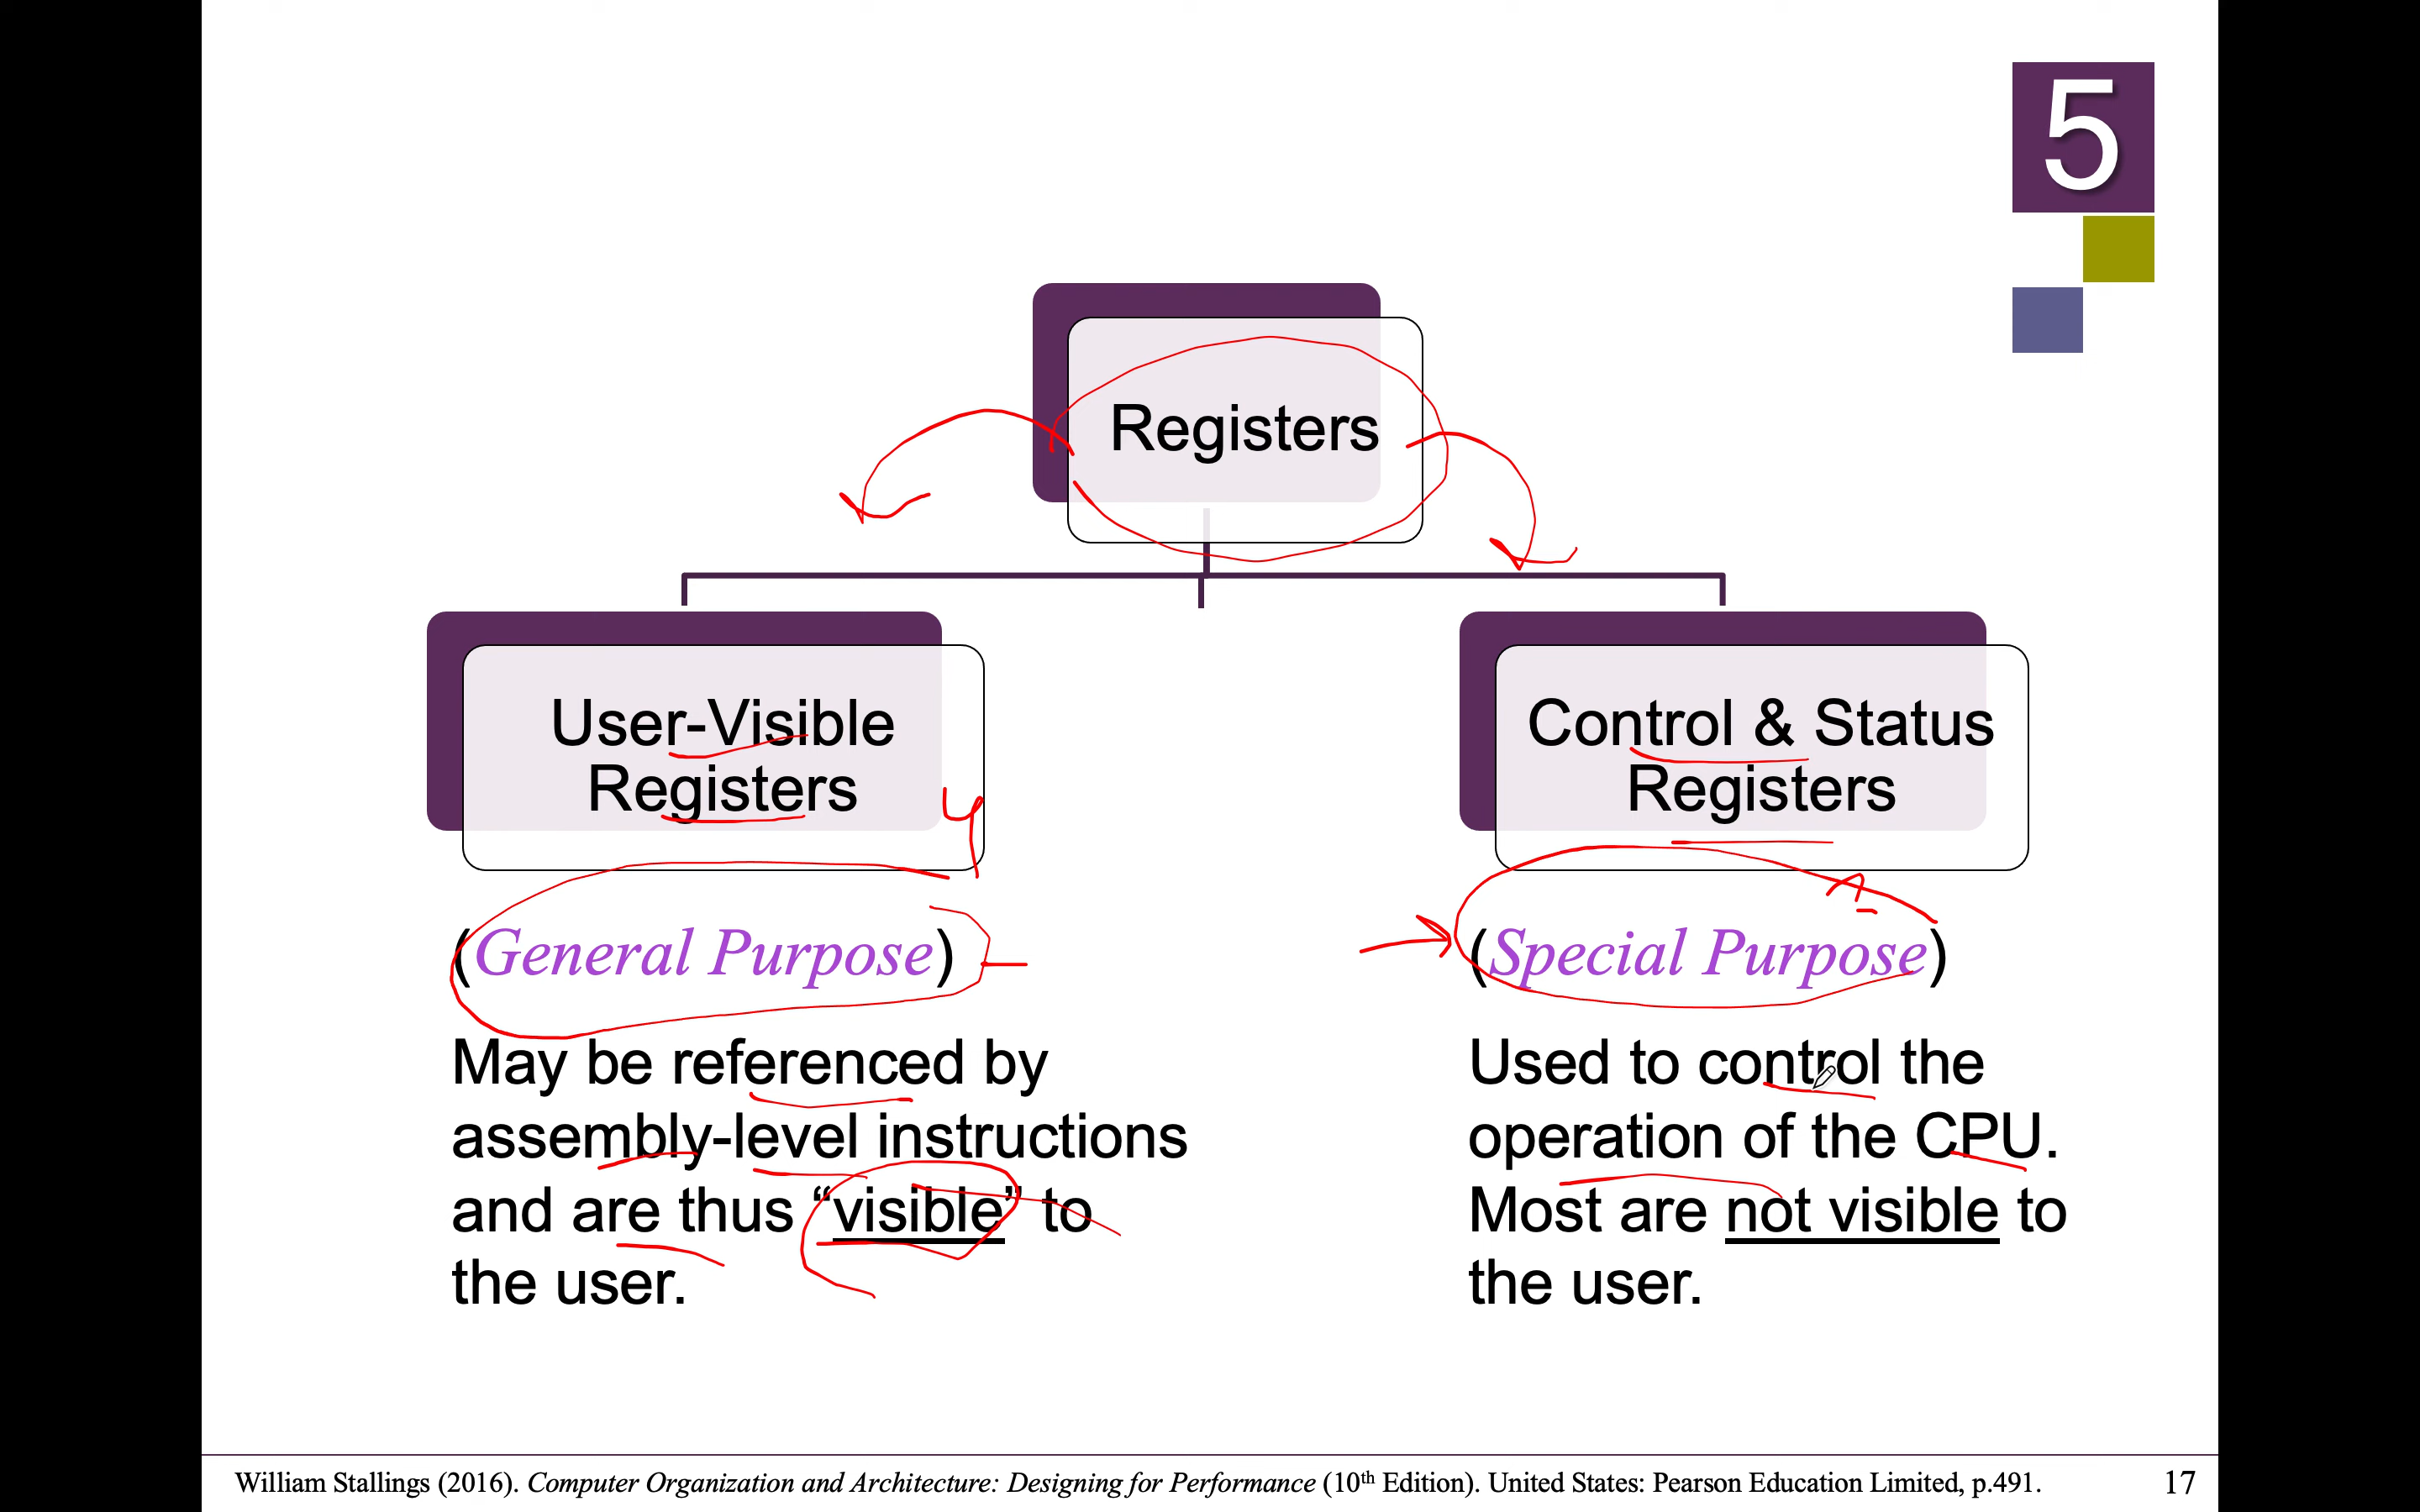 5
Registers
User-Visible
Registers
Control & Status
Registers
(General Purpose)
May be referenced by
assembly-level instructions
and are thus “visible” to
the user.
(Special Purpose)
Used to control the
operation of the CPU.
Most are not visible to
the user.
William Stallings (2016). Computer Organization and Architecture: Designing for Performance (10th Edition). United States: Pearson Education Limited, p.491.
17